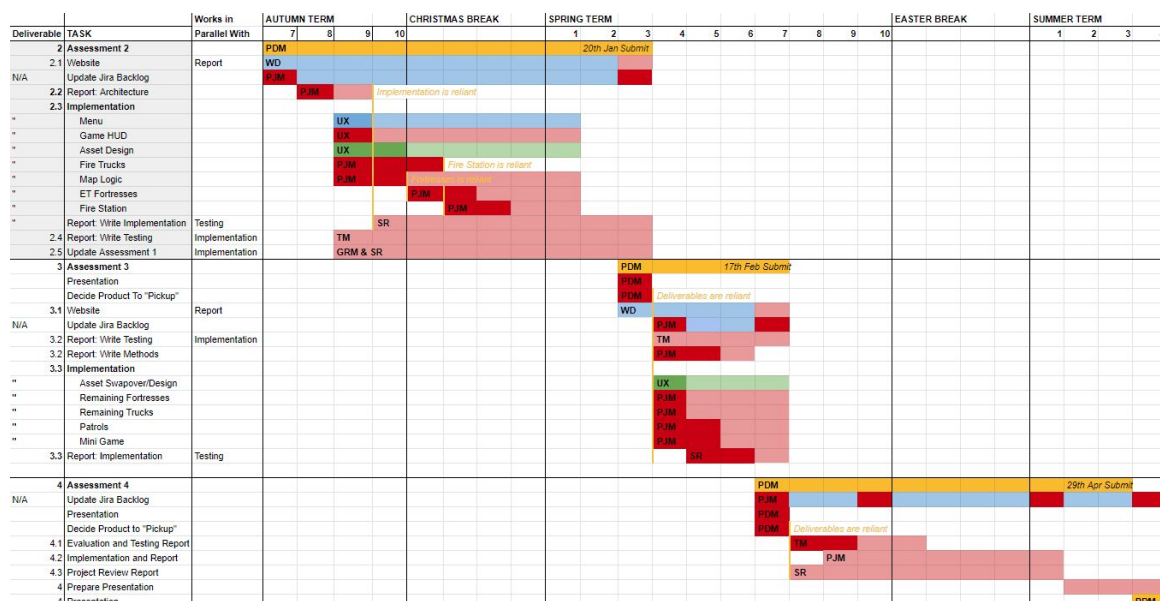 Works in AUTUMN TERM CHRISTMAS BREAK SPRING TERM EASTER BREAK SUMMER TERM
Deliverable TASK Parallel With 7 8 9 10 1 2 3 4 5 6 7 8 9 10 1 2 3
2 Assessment 2 PDM 20th Jan Submit
2.1 Website Report WD
N/A Update Jira Backlog PJM
2.2 Report: Architecture PJM Implementation is reliant
2.3 Implementation
" Menu UX
" Game HUD UX
" Asset Design UX
" Fire Trucks PJM Fire Station is reliant
" Map Logic PJM Fortresses is reliant
" ET Fortresses PJM
" Fire Station PJM
" Report: Write Implementation Testing SR
2.4 Report: Write Testing Implementation TM
2.5 Update Assessment 1 Implementation GRM & SR
3 Assessment 3 PDM 17th Feb Submit
Presentation PDM
Decide Product To "Pickup" PDM Deliverables are reliant
3.1 Website Report WD
N/A Update Jira Backlog PJM
3.2 Report: Write Testing Implementation TM
3.2 Report: Write Methods PJM
3.3 Implementation
" Asset Swapover/Design UX
" Remaining Fortresses PJM
" Remaining Trucks PJM
" Patrols PJM
" Mini Game PJM
3.3 Report: Implementation Testing SR
4 Assessment 4 PDM 29th Apr Submit
N/A Update Jira Backlog PJM
Presentation PDM
Decide Product to "Pickup" PDM Deliverables are reliant
4.1 Evaluation and Testing Report TM
4.2 Implementation and Report PJM
4.3 Project Review Report SR
4 Prepare Presentation
4 Presentation PDM